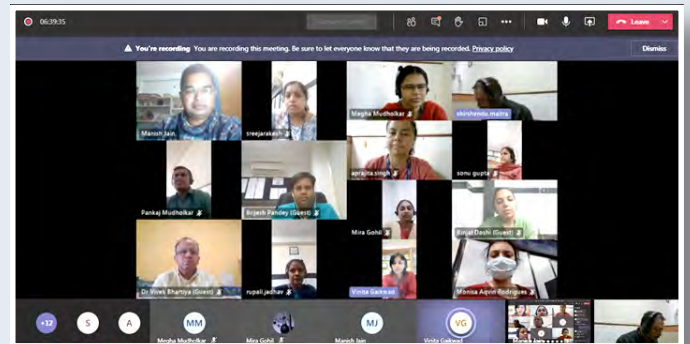 06:39:35
Leave
You're recording You are recording this meeting. Be sure to let everyone know that they are being recorded. Privacy policy
Dismiss
Manish Jain
sreejarakesh
Megha Mudholkar
shirshendu.maitra
aprajita.singh
sonu gupta
Pankaj Mudholkar
Brijesh Pandey (Guest)
Mira Gohil
Binjal Doshi (Guest)
Dr Vivek Bhartiya (Guest)
rupali.jadhav
Vinita Gaikwad
Monisa Aiprin Rodrigues
+12
S
A
MM
MJ
VG
Megha Mudholkar
Mira Gohil
Manish Jain
Vinita Gaikwad